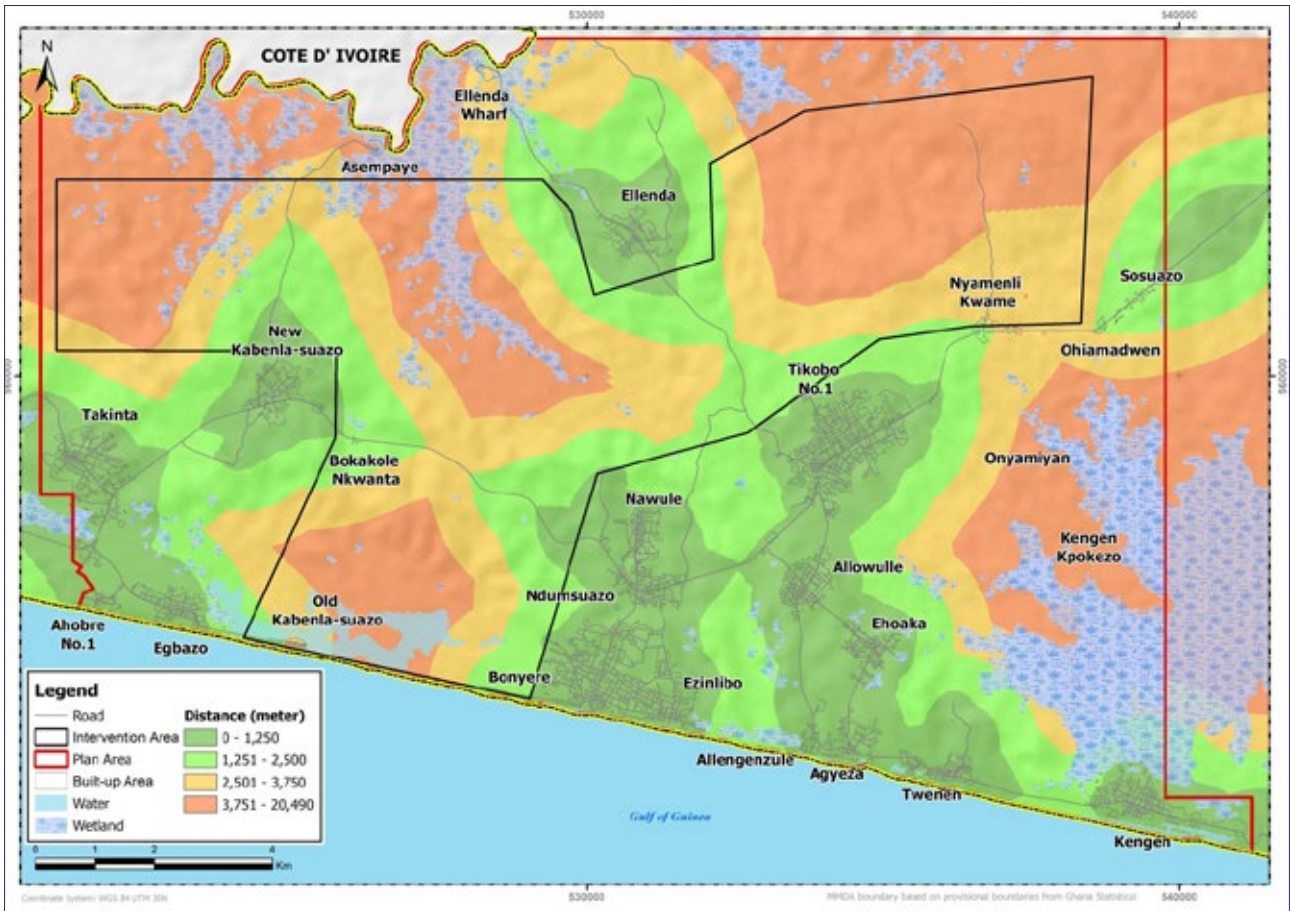 530000
540000
N
COTE D' IVOIRE
Ellenda
Wharf
Asempaye
Ellenda
Nyamenli
Kwame
Sosuazo
New
Kabenla-suazo
Ohiamadwen
560000
560000
Tikobo
No.1
Takinta
Bokakole
Nkwanta
Onyamiyan
Nawule
Kengen
Kpokezo
Allowulle
Ndumsuazo
Old
Kabenla-suazo
Ehoaka
Ahobre
No.1
Egbazo
Bonyere
Ezinlibo
Allengenzule
Agyeza
Twenen
Gulf of Guinea
Kengen
Legend
Road
Intervention Area
Plan Area
Built-up Area
Water
Wetland
Distance (meter)
0 - 1,250
1,251 - 2,500
2,501 - 3,750
3,751 - 20,490
0 1 2 4
Km
Coordinate System: WGS 84 UTM 30N
530000
540000
MMDA boundary based on provisional boundaries from Ghana Statistical